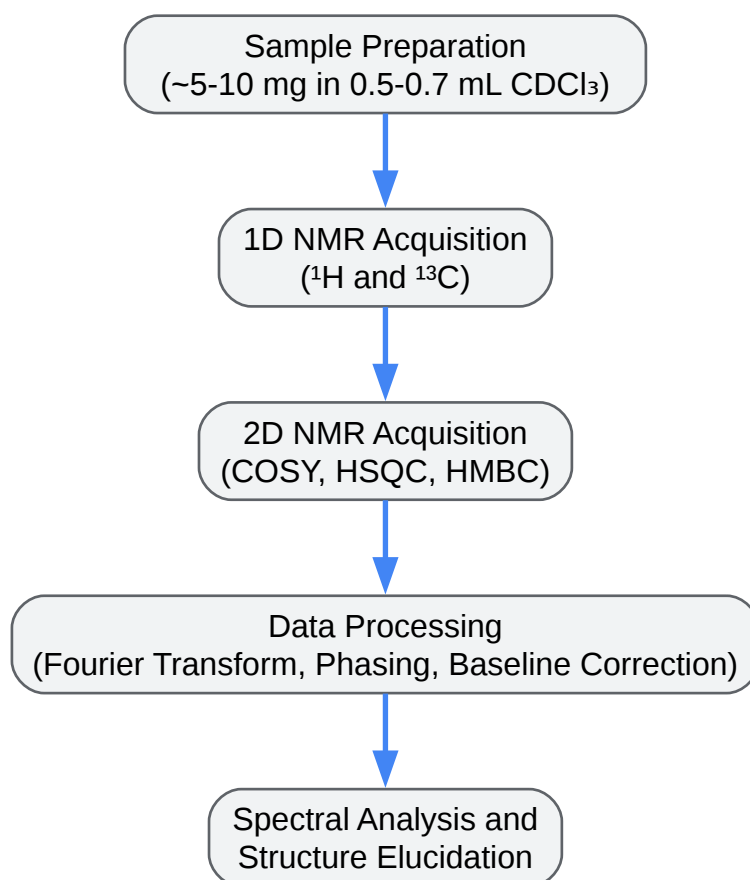 Sample Preparation
(~5-10 mg in 0.5-0.7 mL CDCl₃)
1D NMR Acquisition
(¹H and ¹³C)
2D NMR Acquisition
(COSY, HSQC, HMBC)
Data Processing
(Fourier Transform, Phasing, Baseline Correction)
Spectral Analysis and
Structure Elucidation